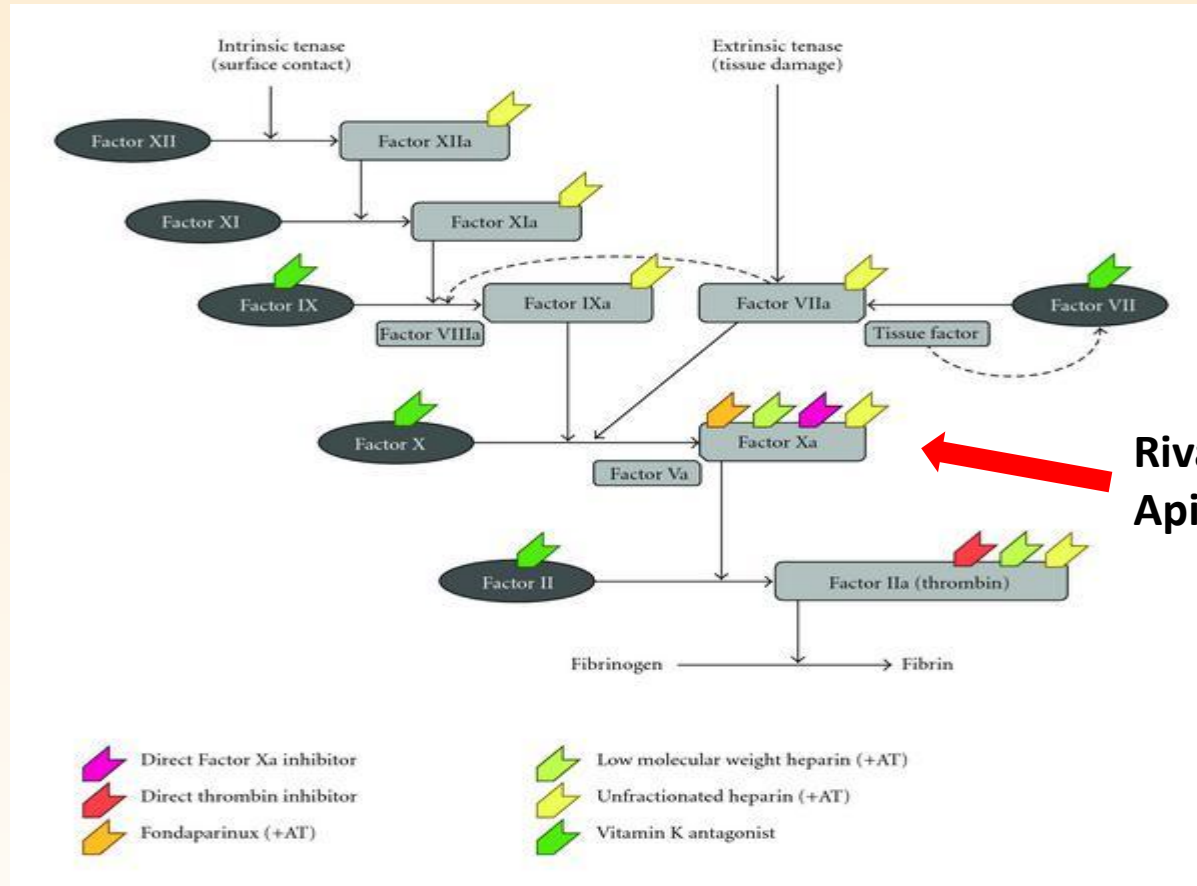 Intrinsic tenase
(surface contact)
Extrinsic tenase
(tissue damage)
Factor XII
Factor XIIa
Factor XI
Factor XIa
Factor IX
Factor IXa
Factor VIIa
Factor VII
Factor VIIIa
Tissue factor
Factor X
Factor Xa
Factor Va
Riva
Api
Factor II
Factor IIa (thrombin)
Fibrinogen
Fibrin
Direct Factor Xa inhibitor
Low molecular weight heparin (+AT)
Direct thrombin inhibitor
Unfractionated heparin (+AT)
Fondaparinux (+AT)
Vitamin K antagonist